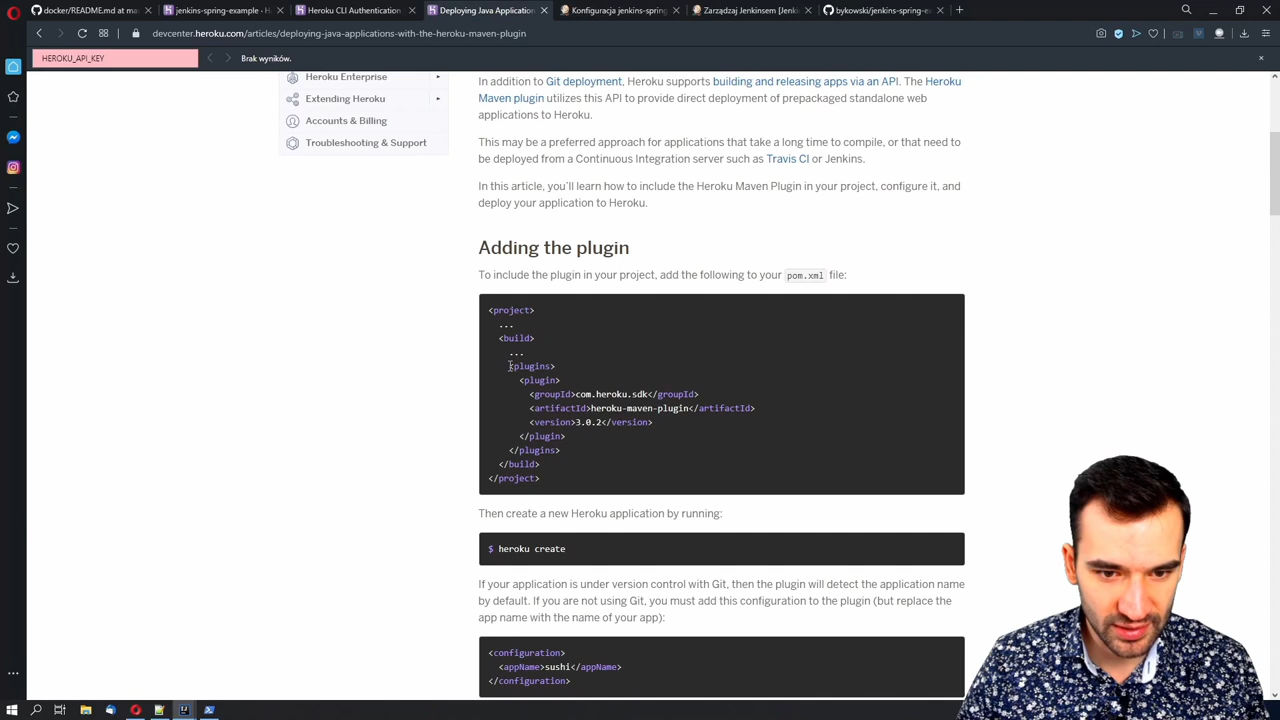 docker/README.md at mast
jenkins-spring-example · H
Heroku CLI Authentication
Deploying Java Application
Konfiguracja jenkins-spring
Zarządzaj Jenkinsem [Jenk
bykowski/jenkins-spring-ex
devcenter.heroku.com/articles/deploying-java-applications-with-the-heroku-maven-plugin
HEROKU_API_KEY
Brak wyników.
Heroku Enterprise
Extending Heroku
Accounts & Billing
Troubleshooting & Support
In addition to Git deployment, Heroku supports building and releasing apps via an API. The Heroku
Maven plugin utilizes this API to provide direct deployment of prepackaged standalone web
applications to Heroku.
This may be a preferred approach for applications that take a long time to compile, or that need to
be deployed from a Continuous Integration server such as Travis CI or Jenkins.
In this article, you'll learn how to include the Heroku Maven Plugin in your project, configure it, and
deploy your application to Heroku.
Adding the plugin
To include the plugin in your project, add the following to your pom.xml file:
<project>
...
<build>
...
<plugins>
<plugin>
<groupId>com.heroku.sdk</groupId>
<artifactId>heroku-maven-plugin</artifactId>
<version>3.0.2</version>
</plugin>
</plugins>
</build>
</project>
Then create a new Heroku application by running:
$ heroku create
If your application is under version control with Git, then the plugin will detect the application name
by default. If you are not using Git, you must add this configuration to the plugin (but replace the
app name with the name of your app):
<configuration>
<appName>sushi</appName>
</configuration>